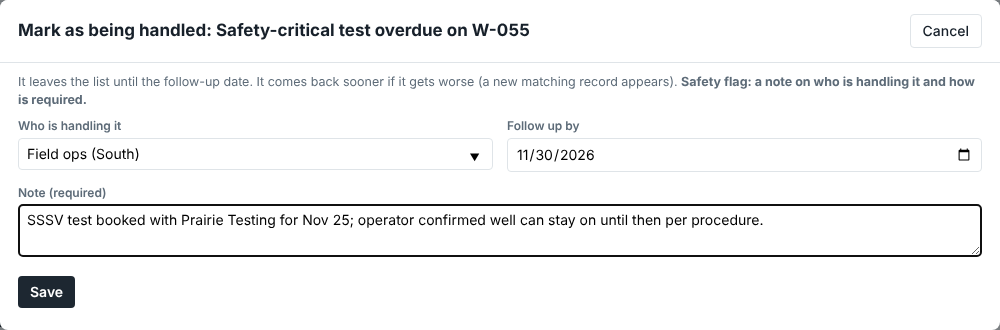 Mark as being handled: Safety-critical test overdue on W-055
Cancel
It leaves the list until the follow-up date. It comes back sooner if it gets worse (a new matching record appears). Safety flag: a note on who is handling it and how
is required.
Who is handling it
Follow up by
Field ops (South)
11/30/2026
Note (required)
SSSV test booked with Prairie Testing for Nov 25; operator confirmed well can stay on until then per procedure.
Save